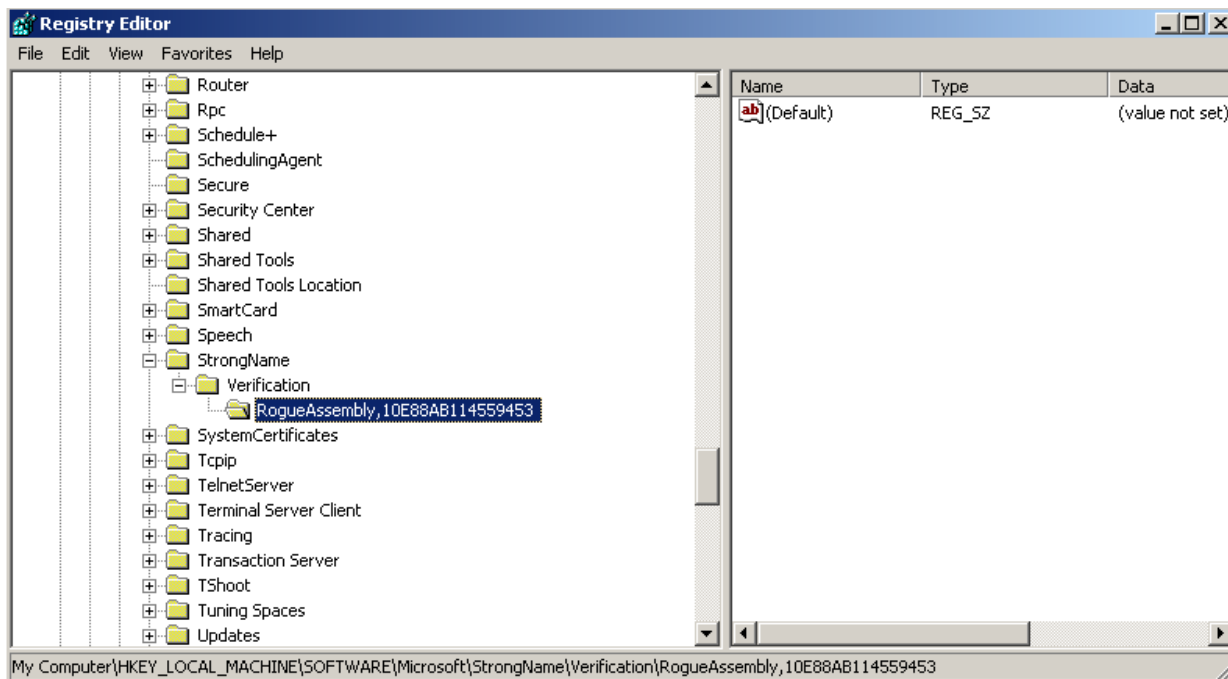 Registry Editor
File Edit View Favorites Help
Router
Rpc
Schedule+
SchedulingAgent
Secure
Security Center
Shared
Shared Tools
Shared Tools Location
SmartCard
Speech
StrongName
Verification
RogueAssembly,10E88AB114559453
SystemCertificates
Tcpip
TelnetServer
Terminal Server Client
Tracing
Transaction Server
TShoot
Tuning Spaces
Updates
Name Type Data
ab (Default) REG_SZ (value not set)
My Computer\HKEY_LOCAL_MACHINE\SOFTWARE\Microsoft\StrongName\Verification\RogueAssembly,10E88AB114559453